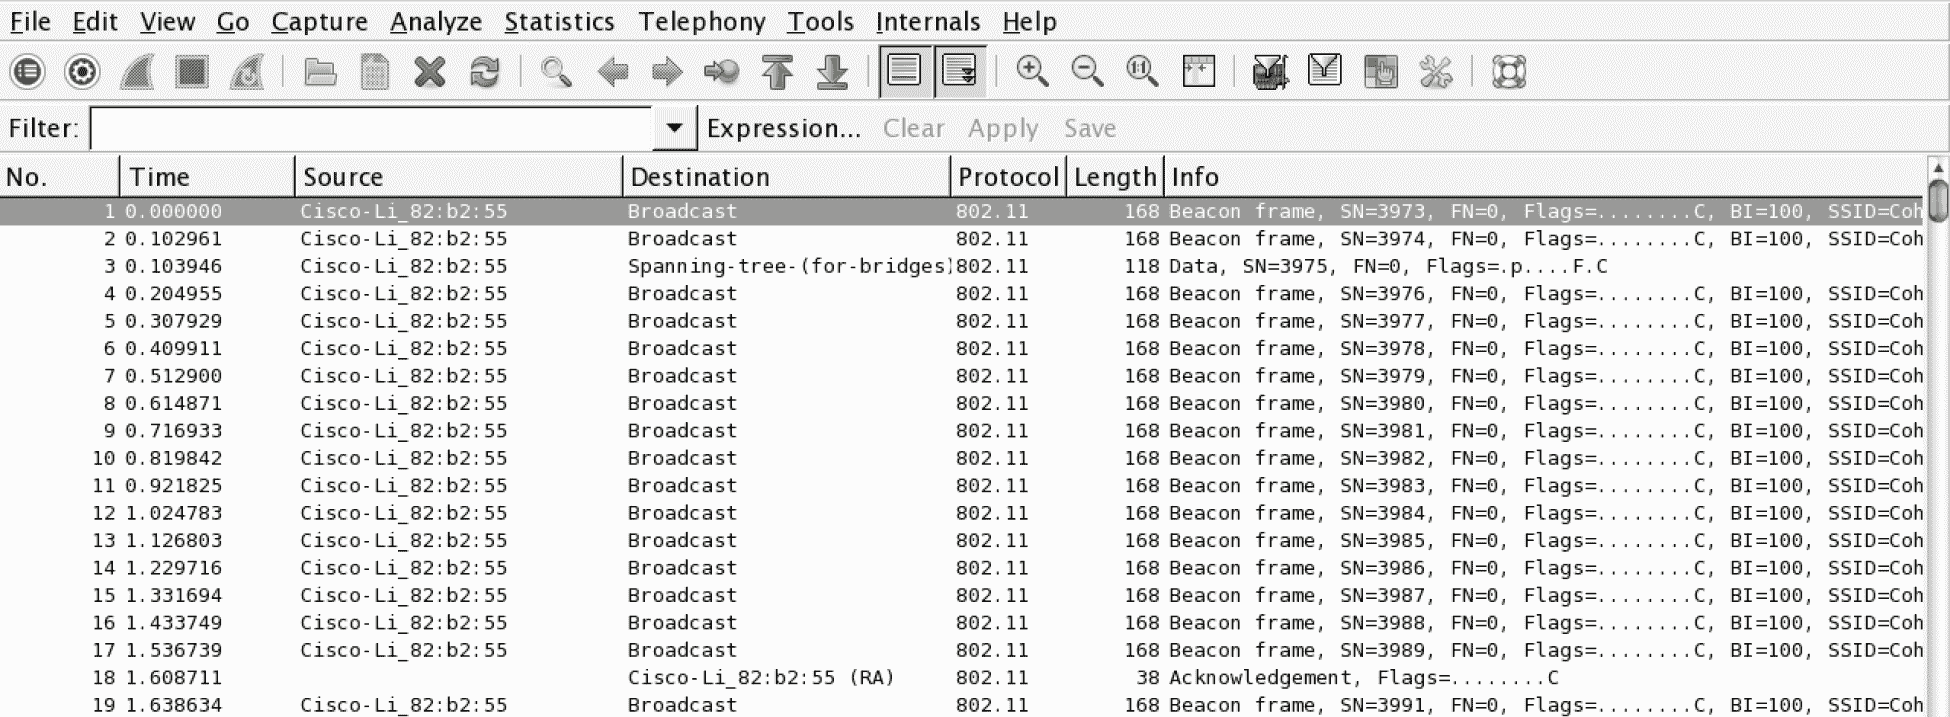 File Edit View Go Capture Analyze Statistics Telephony Tools Internals Help
Filter: Expression... Clear Apply Save
No. Time Source Destination Protocol Length Info
1 0.000000 Cisco-Li_82:b2:55 Broadcast 802.11 168 Beacon frame, SN=3973, FN=0, Flags=........C, BI=100, SSID=Coh
2 0.102961 Cisco-Li_82:b2:55 Broadcast 802.11 168 Beacon frame, SN=3974, FN=0, Flags=........C, BI=100, SSID=Coh
3 0.103946 Spanning-tree-(for-bridges) 802.11 118 Data, SN=3975, FN=0, Flags=.p....F.C
4 0.204955 Cisco-Li_82:b2:55 Broadcast 802.11 168 Beacon frame, SN=3976, FN=0, Flags=........C, BI=100, SSID=Coh
5 0.307929 Cisco-Li_82:b2:55 Broadcast 802.11 168 Beacon frame, SN=3977, FN=0, Flags=........C, BI=100, SSID=Coh
6 0.409911 Cisco-Li_82:b2:55 Broadcast 802.11 168 Beacon frame, SN=3978, FN=0, Flags=........C, BI=100, SSID=Coh
7 0.512900 Cisco-Li_82:b2:55 Broadcast 802.11 168 Beacon frame, SN=3979, FN=0, Flags=........C, BI=100, SSID=Coh
8 0.614871 Cisco-Li_82:b2:55 Broadcast 802.11 168 Beacon frame, SN=3980, FN=0, Flags=........C, BI=100, SSID=Coh
9 0.716933 Cisco-Li_82:b2:55 Broadcast 802.11 168 Beacon frame, SN=3981, FN=0, Flags=........C, BI=100, SSID=Coh
10 0.819842 Cisco-Li_82:b2:55 Broadcast 802.11 168 Beacon frame, SN=3982, FN=0, Flags=........C, BI=100, SSID=Coh
11 0.921825 Cisco-Li_82:b2:55 Broadcast 802.11 168 Beacon frame, SN=3983, FN=0, Flags=........C, BI=100, SSID=Coh
12 1.024783 Cisco-Li_82:b2:55 Broadcast 802.11 168 Beacon frame, SN=3984, FN=0, Flags=........C, BI=100, SSID=Coh
13 1.126803 Cisco-Li_82:b2:55 Broadcast 802.11 168 Beacon frame, SN=3985, FN=0, Flags=........C, BI=100, SSID=Coh
14 1.229716 Cisco-Li_82:b2:55 Broadcast 802.11 168 Beacon frame, SN=3986, FN=0, Flags=........C, BI=100, SSID=Coh
15 1.331694 Cisco-Li_82:b2:55 Broadcast 802.11 168 Beacon frame, SN=3987, FN=0, Flags=........C, BI=100, SSID=Coh
16 1.433749 Cisco-Li_82:b2:55 Broadcast 802.11 168 Beacon frame, SN=3988, FN=0, Flags=........C, BI=100, SSID=Coh
17 1.536739 Cisco-Li_82:b2:55 Broadcast 802.11 168 Beacon frame, SN=3989, FN=0, Flags=........C, BI=100, SSID=Coh
18 1.608711 Cisco-Li_82:b2:55 (RA) 802.11 38 Acknowledgement, Flags=........C
19 1.638634 Cisco-Li_82:b2:55 Broadcast 802.11 168 Beacon frame, SN=3991, FN=0, Flags=........C, BI=100, SSID=Coh